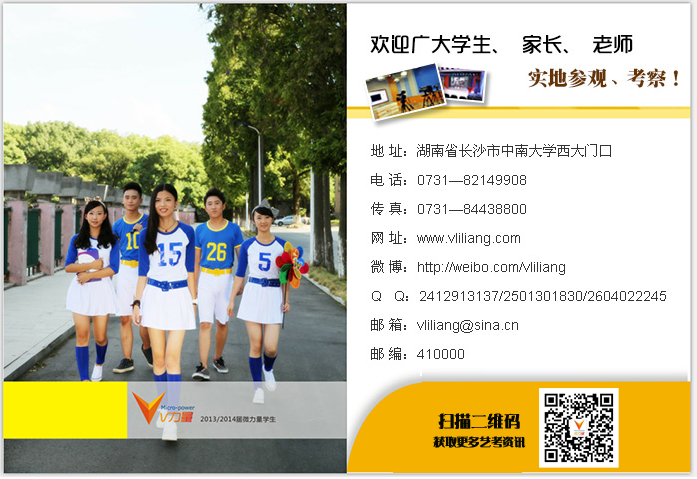 15
10
26
5
Micro-power
V力量
2013/2014届微力量学生
欢迎广大学生、 家长、 老师
实地参观、考察！
地 址：湖南省长沙市中南大学西大门口
电 话：0731—82149908
传 真：0731—84438800
网 址：www.vliliang.com
微 博：http://weibo.com/vliliang
Q Q：2412913137/2501301830/2604022245
邮 箱：vliliang@sina.cn
邮 编：410000
扫描二维码
获取更多艺考资讯